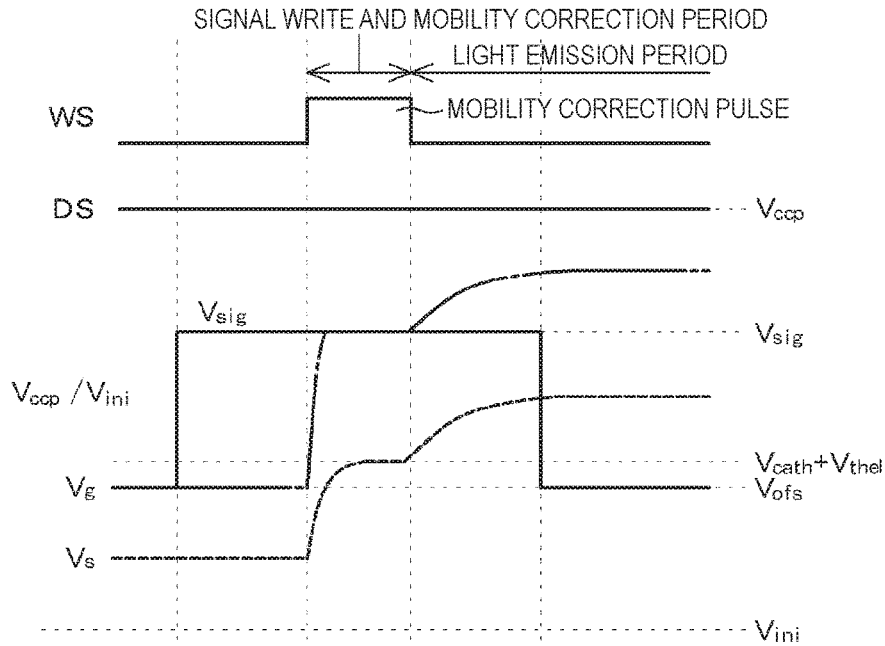 SIGNAL WRITE AND MOBILITY CORRECTION PERIOD
LIGHT EMISSION PERIOD
WS
MOBILITY CORRECTION PULSE
DS
Vccp
Vsig
Vsig
Vccp /Vini
Vcath+Vthel
Vg
Vofs
Vs
Vini